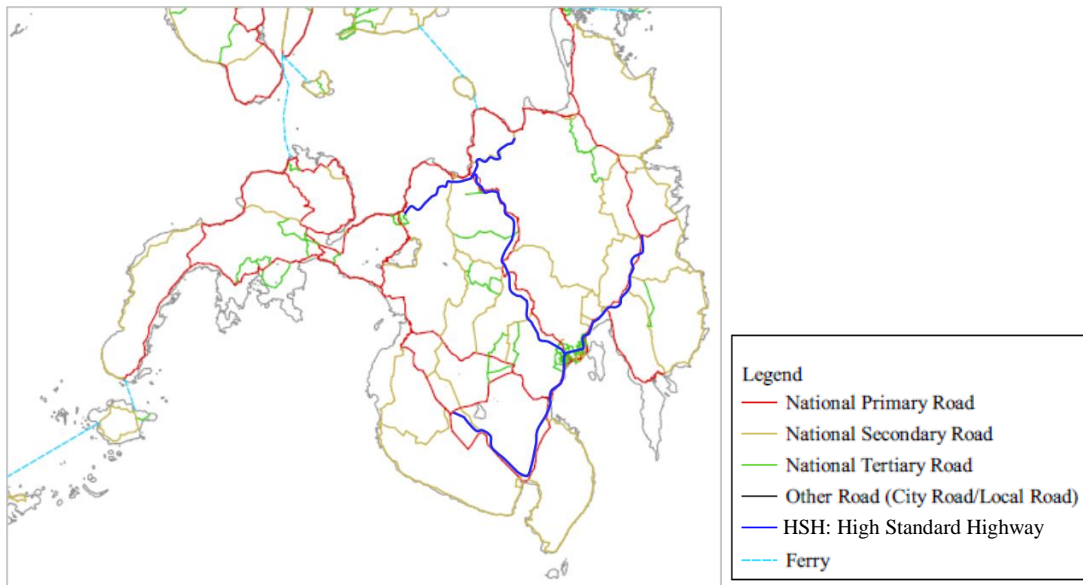 Legend
National Primary Road
National Secondary Road
National Tertiary Road
Other Road (City Road/Local Road)
HSH: High Standard Highway
Ferry